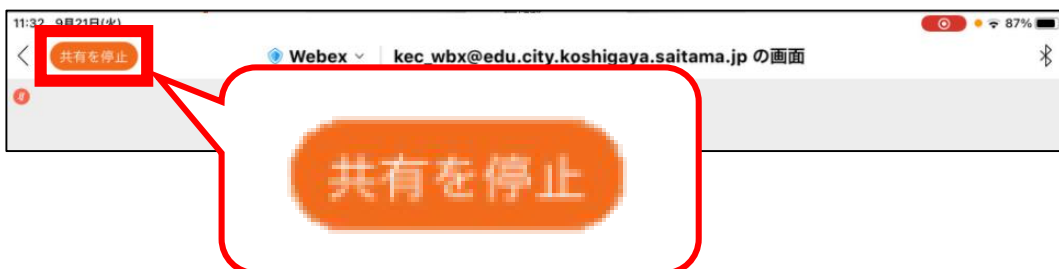 11:32 9月21日(火) 87%
共有を停止 Webex kec_wbx@edu.city.koshigaya.saitama.jp の画面
共有を停止